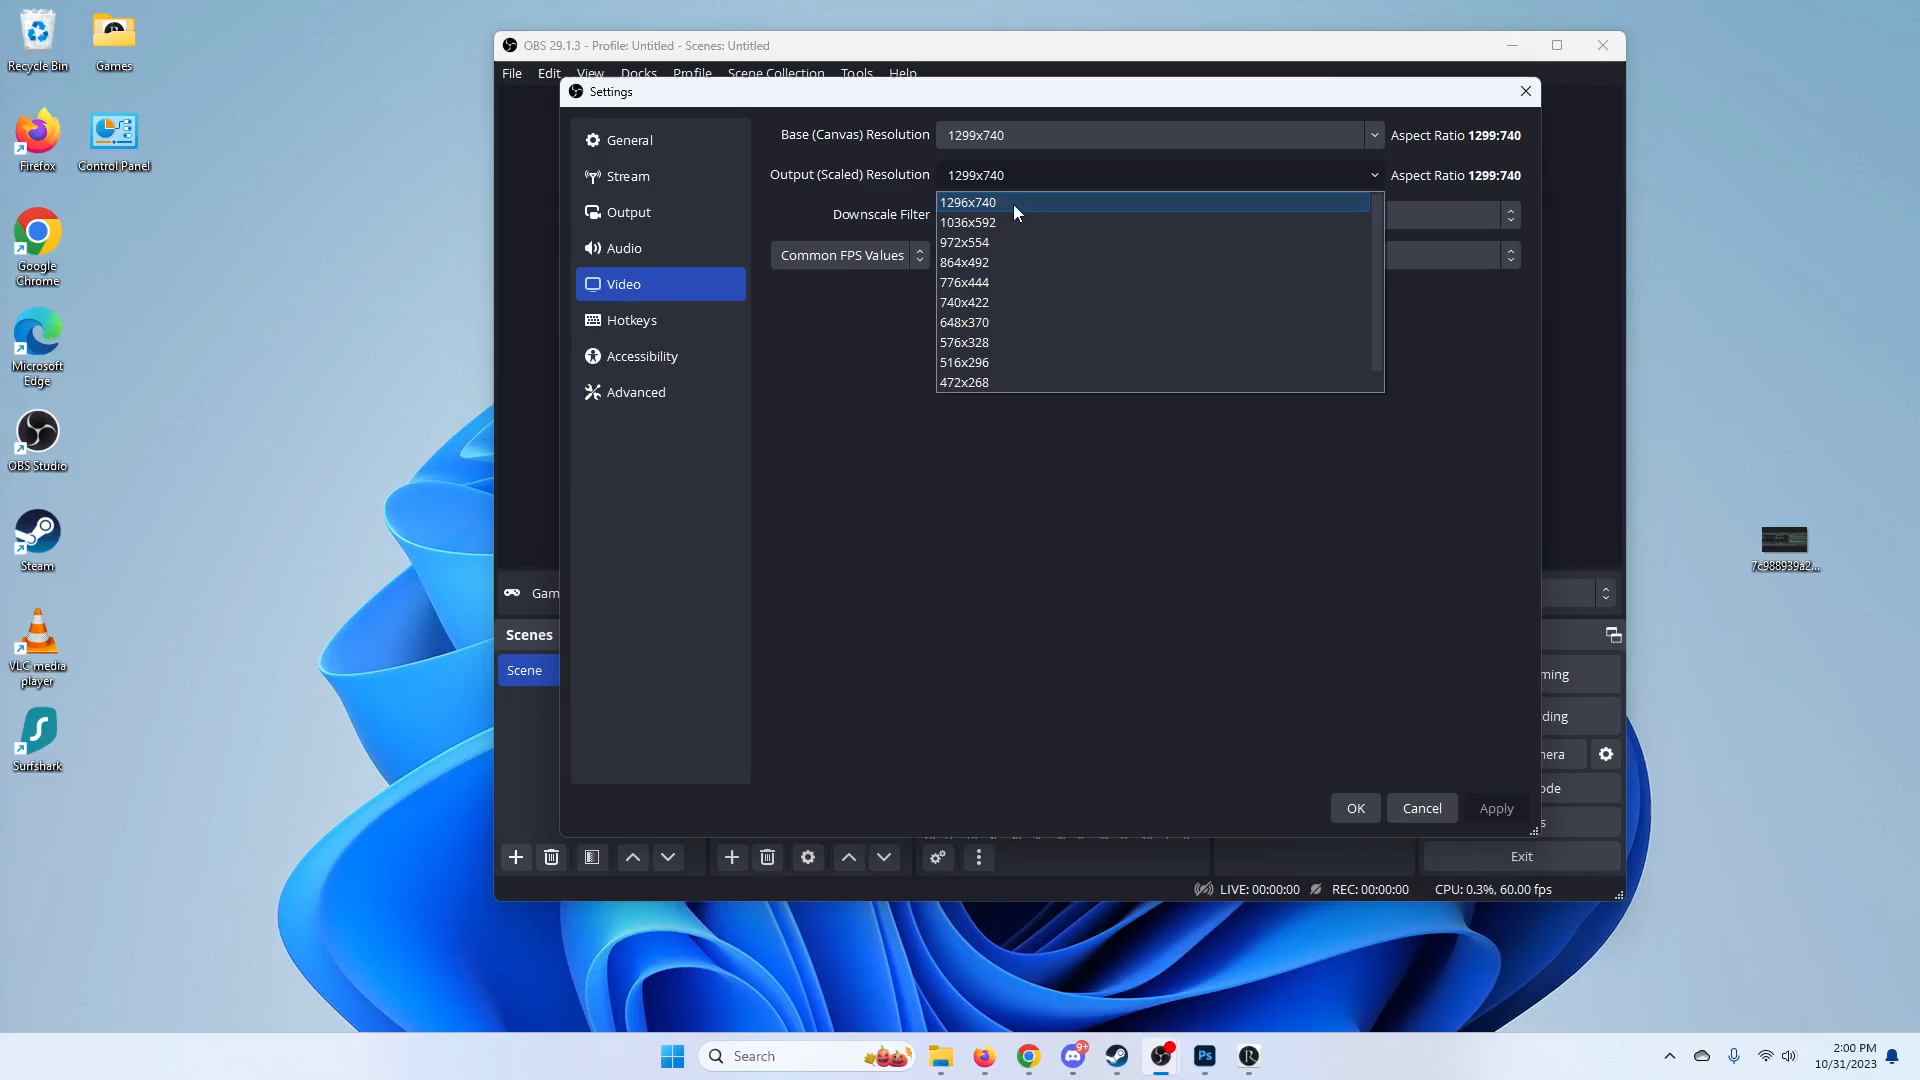 Recycle Bin
Games
Firefox
Control Panel
Google
Chrome
Microsoft
Edge
OBS Studio
Steam
VLC media
player
Surfshark
OBS 29.1.3 - Profile: Untitled - Scenes: Untitled
File Edit View Docks Profile Scene Collection Tools Help
Settings
General
Stream
Output
Audio
Video
Hotkeys
Accessibility
Advanced
Base (Canvas) Resolution 1299x740 Aspect Ratio 1299:740
Output (Scaled) Resolution 1299x740 Aspect Ratio 1299:740
Downscale Filter
Common FPS Values
1296x740
1036x592
972x554
864x492
776x444
740x422
648x370
576x328
516x296
472x268
OK Cancel Apply
Gam
Scenes
Scene
ming
ding
era
ode
s
Exit
LIVE: 00:00:00 REC: 00:00:00 CPU: 0.3%, 60.00 fps
7c988939a2...
Search
9+
Ps
R
2:00 PM
10/31/2023